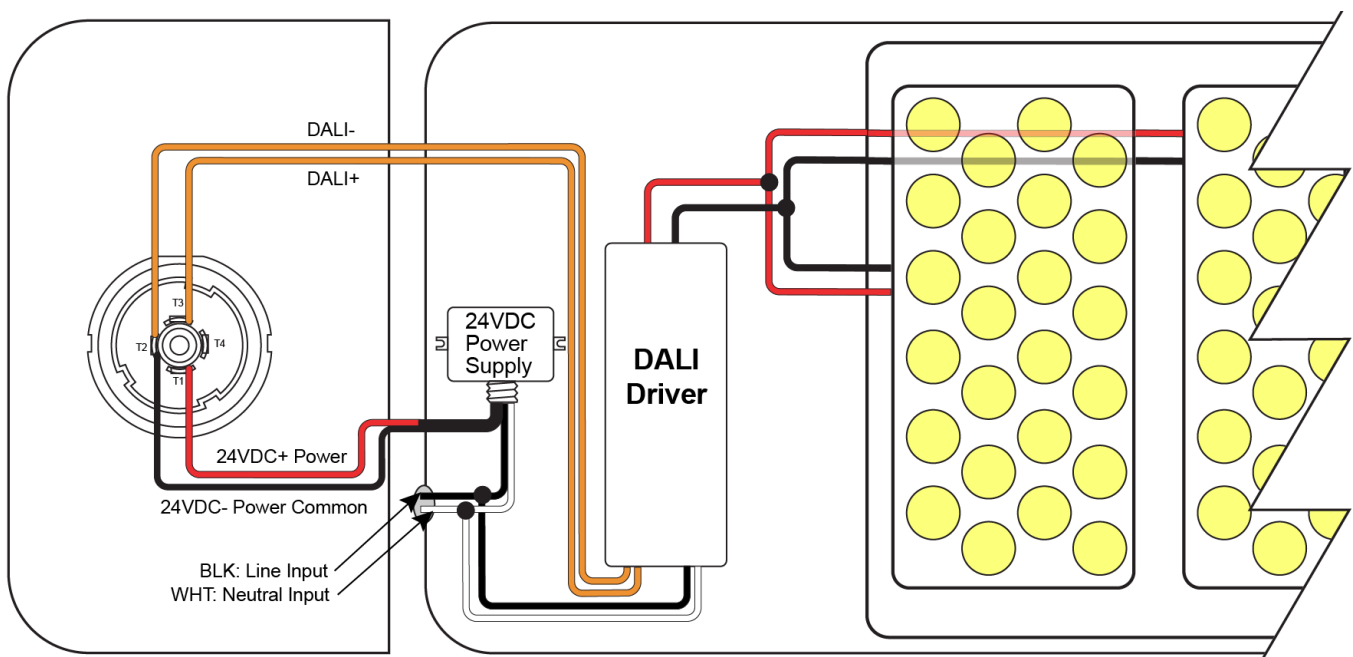 DALI-
DALI+
T3
T2
T4
T1
24VDC
Power
Supply
DALI
Driver
24VDC+ Power
24VDC- Power Common
BLK: Line Input
WHT: Neutral Input